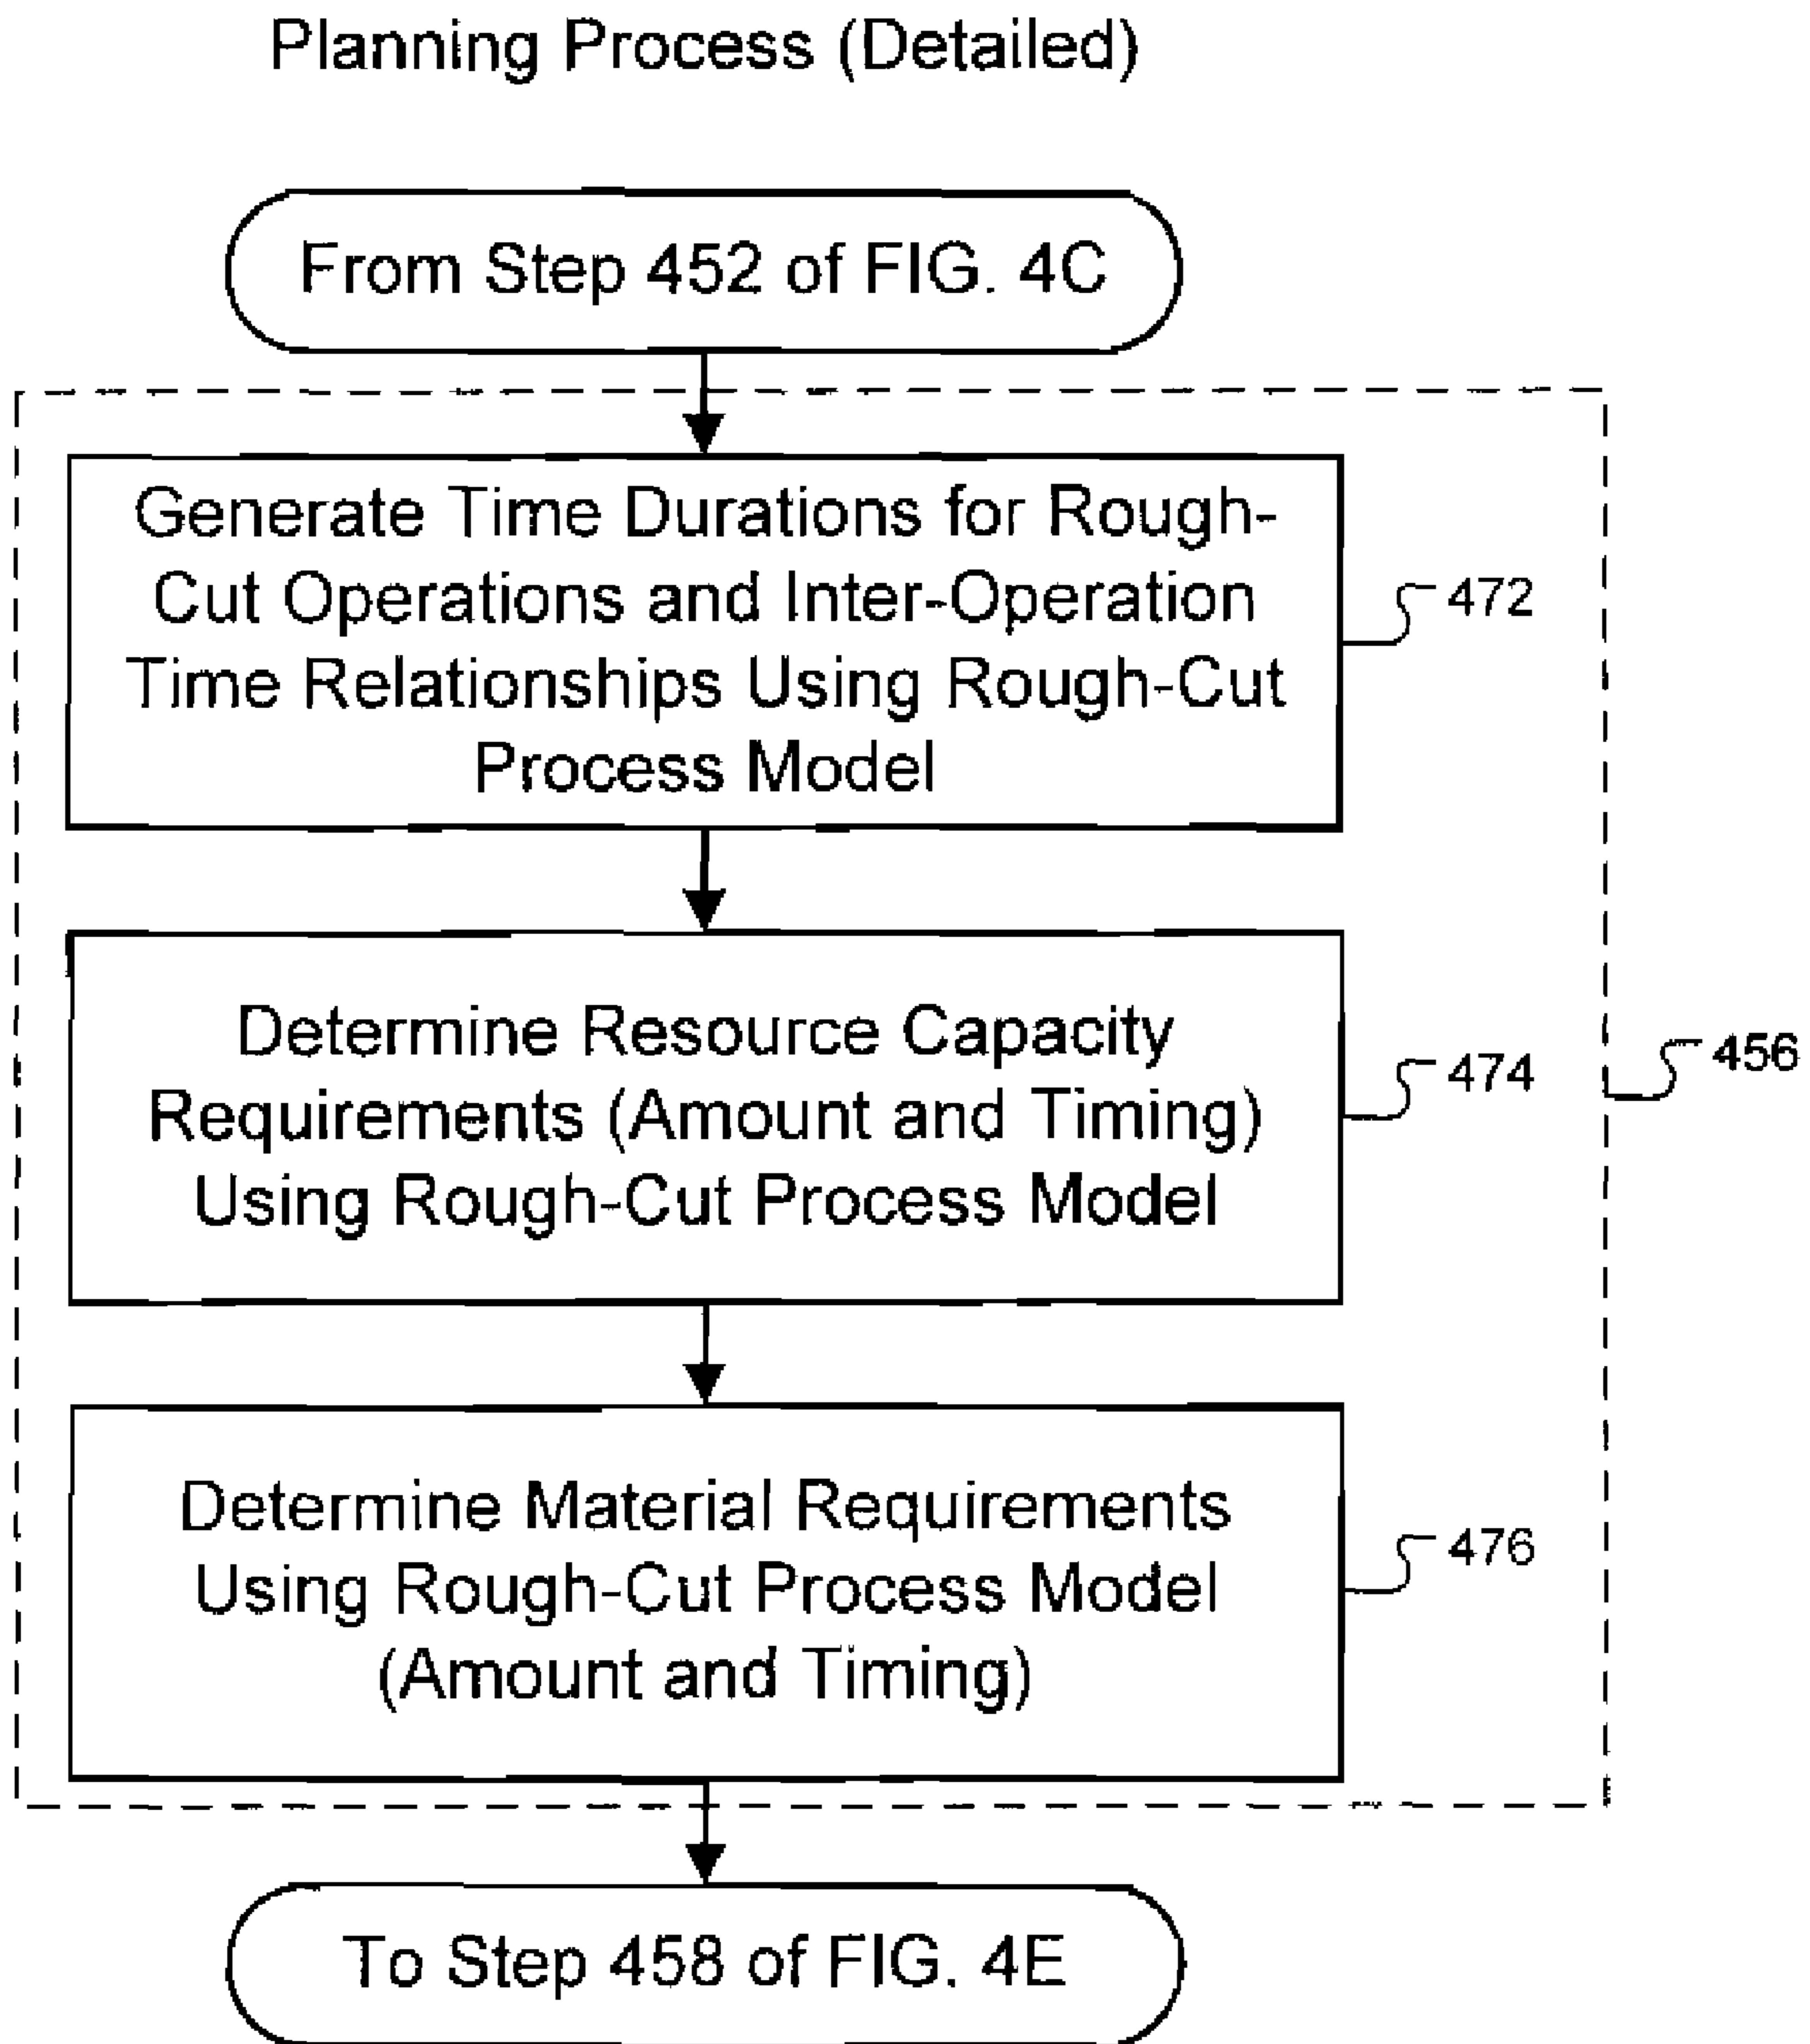 Planning Process (Detailed)
From Step 452 of FIG. 4C
Generate Time Durations for Rough-
Cut Operations and Inter-Operation
Time Relationships Using Rough-Cut
Process Model
472
Determine Resource Capacity
Requirements (Amount and Timing)
Using Rough-Cut Process Model
474
456
Determine Material Requirements
Using Rough-Cut Process Model
(Amount and Timing)
476
To Step 458 of FIG. 4E